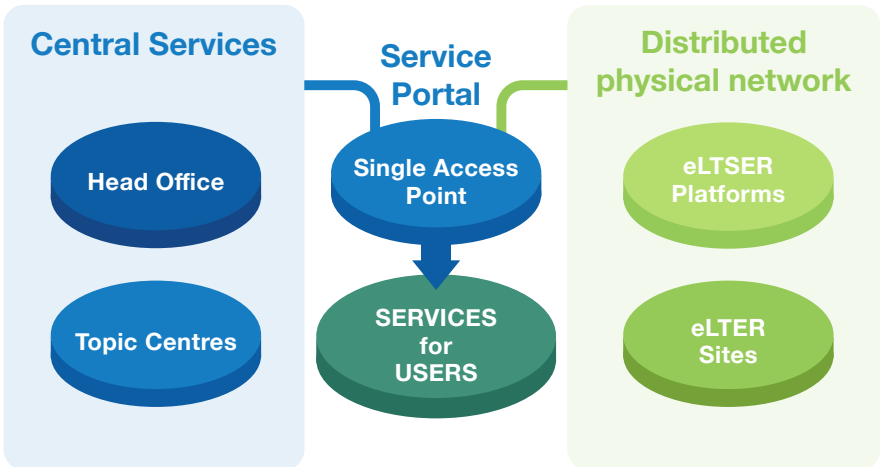 Central Services
Head Office
Topic Centres
Service
Portal
Single Access
Point
SERVICES
for
USERS
Distributed
physical network
eLTSER
Platforms
eLTER
Sites